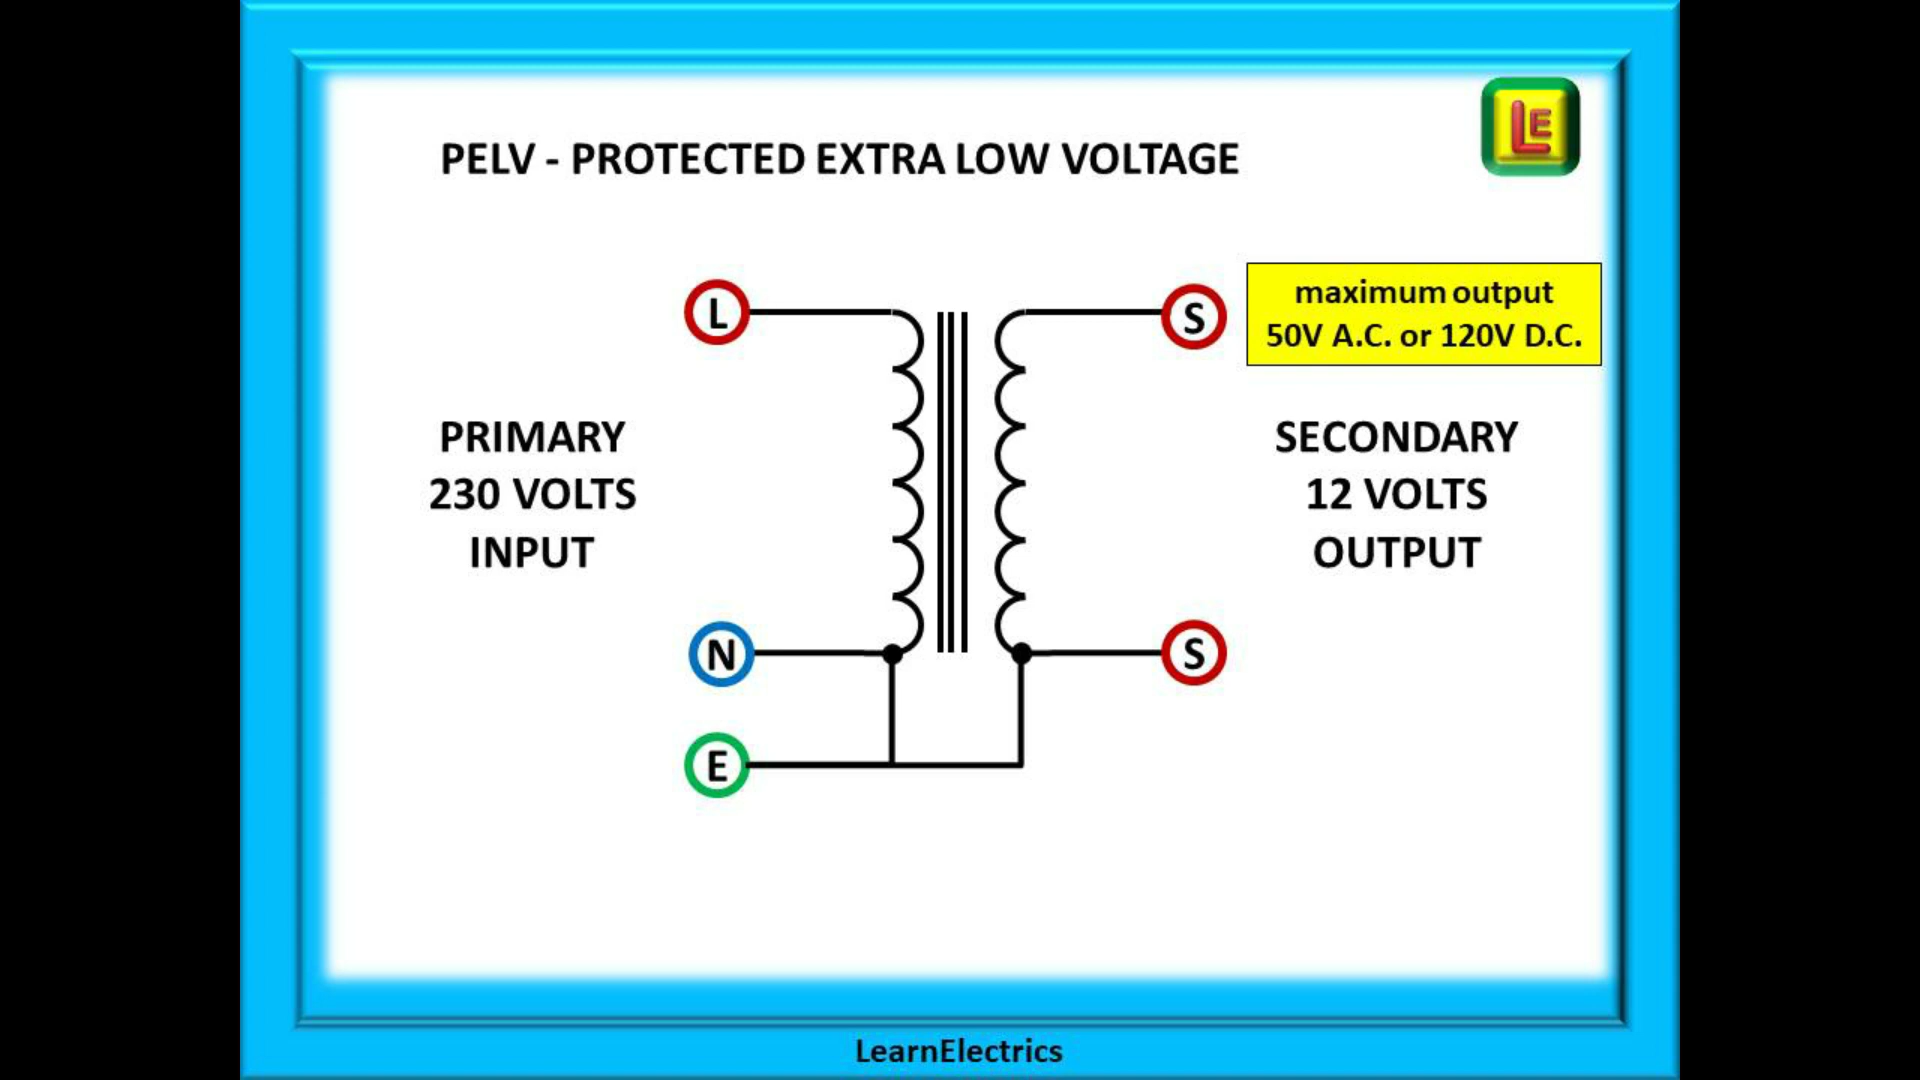 LE
PELV - PROTECTED EXTRA LOW VOLTAGE
L
S
maximum output
50V A.C. or 120V D.C.
PRIMARY
230 VOLTS
INPUT
SECONDARY
12 VOLTS
OUTPUT
N
S
E
LearnElectrics